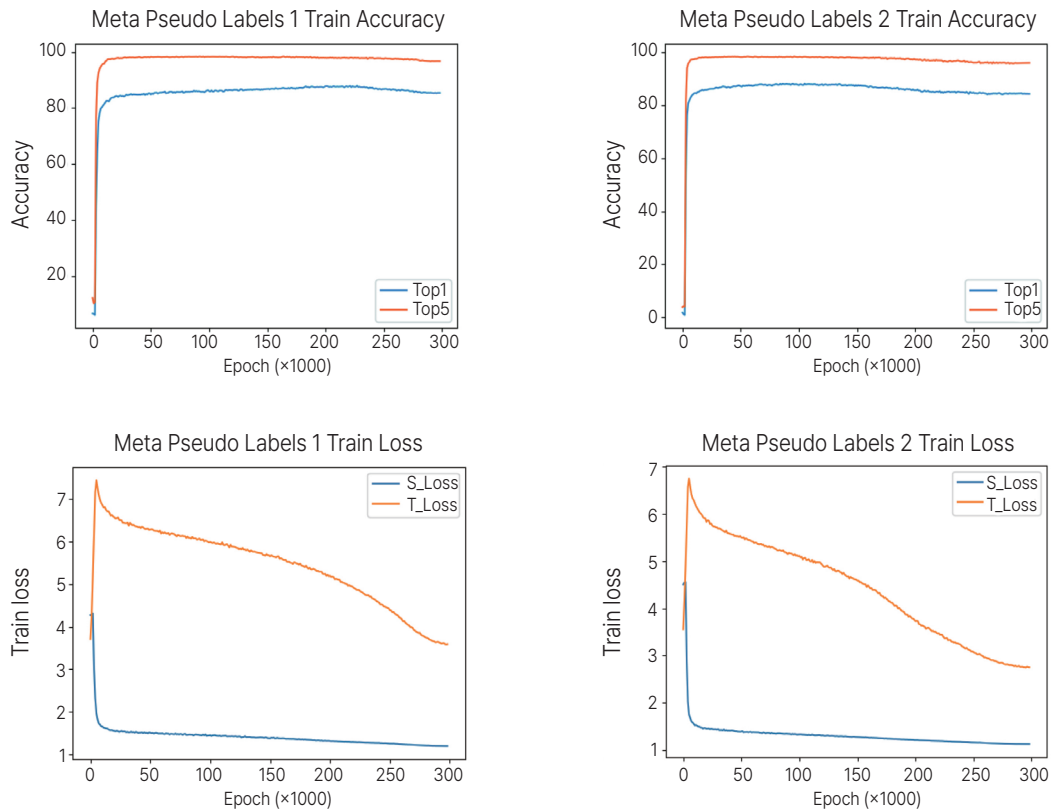 Meta Pseudo Labels 1 Train Accuracy
Accuracy
100
80
60
40
20
Top1
Top5
0 50 100 150 200 250 300
Epoch (×1000)
Meta Pseudo Labels 2 Train Accuracy
Accuracy
100
80
60
40
20
0
Top1
Top5
0 50 100 150 200 250 300
Epoch (×1000)
Meta Pseudo Labels 1 Train Loss
Train loss
7
6
5
4
3
2
1
S_Loss
T_Loss
0 50 100 150 200 250 300
Epoch (×1000)
Meta Pseudo Labels 2 Train Loss
Train loss
7
6
5
4
3
2
1
S_Loss
T_Loss
0 50 100 150 200 250 300
Epoch (×1000)